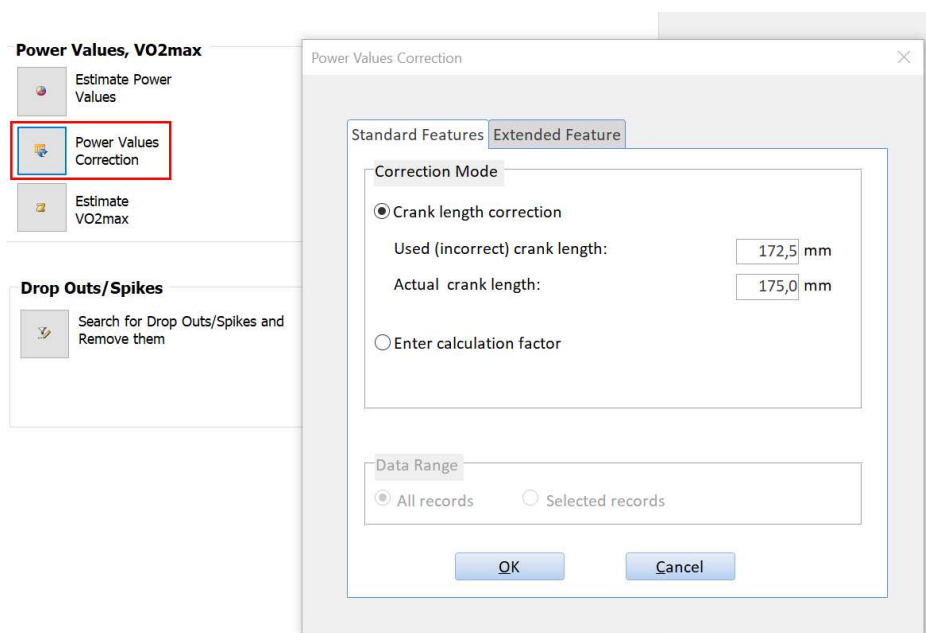 Power Values, VO2max
Estimate Power
Values
Power Values
Correction
Estimate
VO2max
Drop Outs/Spikes
Search for Drop Outs/Spikes and
Remove them
Power Values Correction
Standard Features
Extended Feature
Correction Mode
Crank length correction
Used (incorrect) crank length: 172,5 mm
Actual crank length: 175,0 mm
Enter calculation factor
Data Range
All records
Selected records
OK
Cancel